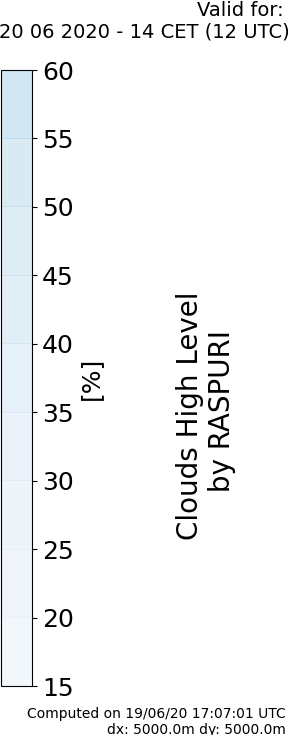 Valid for:
20 06 2020 - 14 CET (12 UTC)
60
55
50
45
40
35
30
25
20
15
[%]
Clouds High Level
by RASPURI
Computed on 19/06/20 17:07:01 UTC
dx: 5000.0m dy: 5000.0m